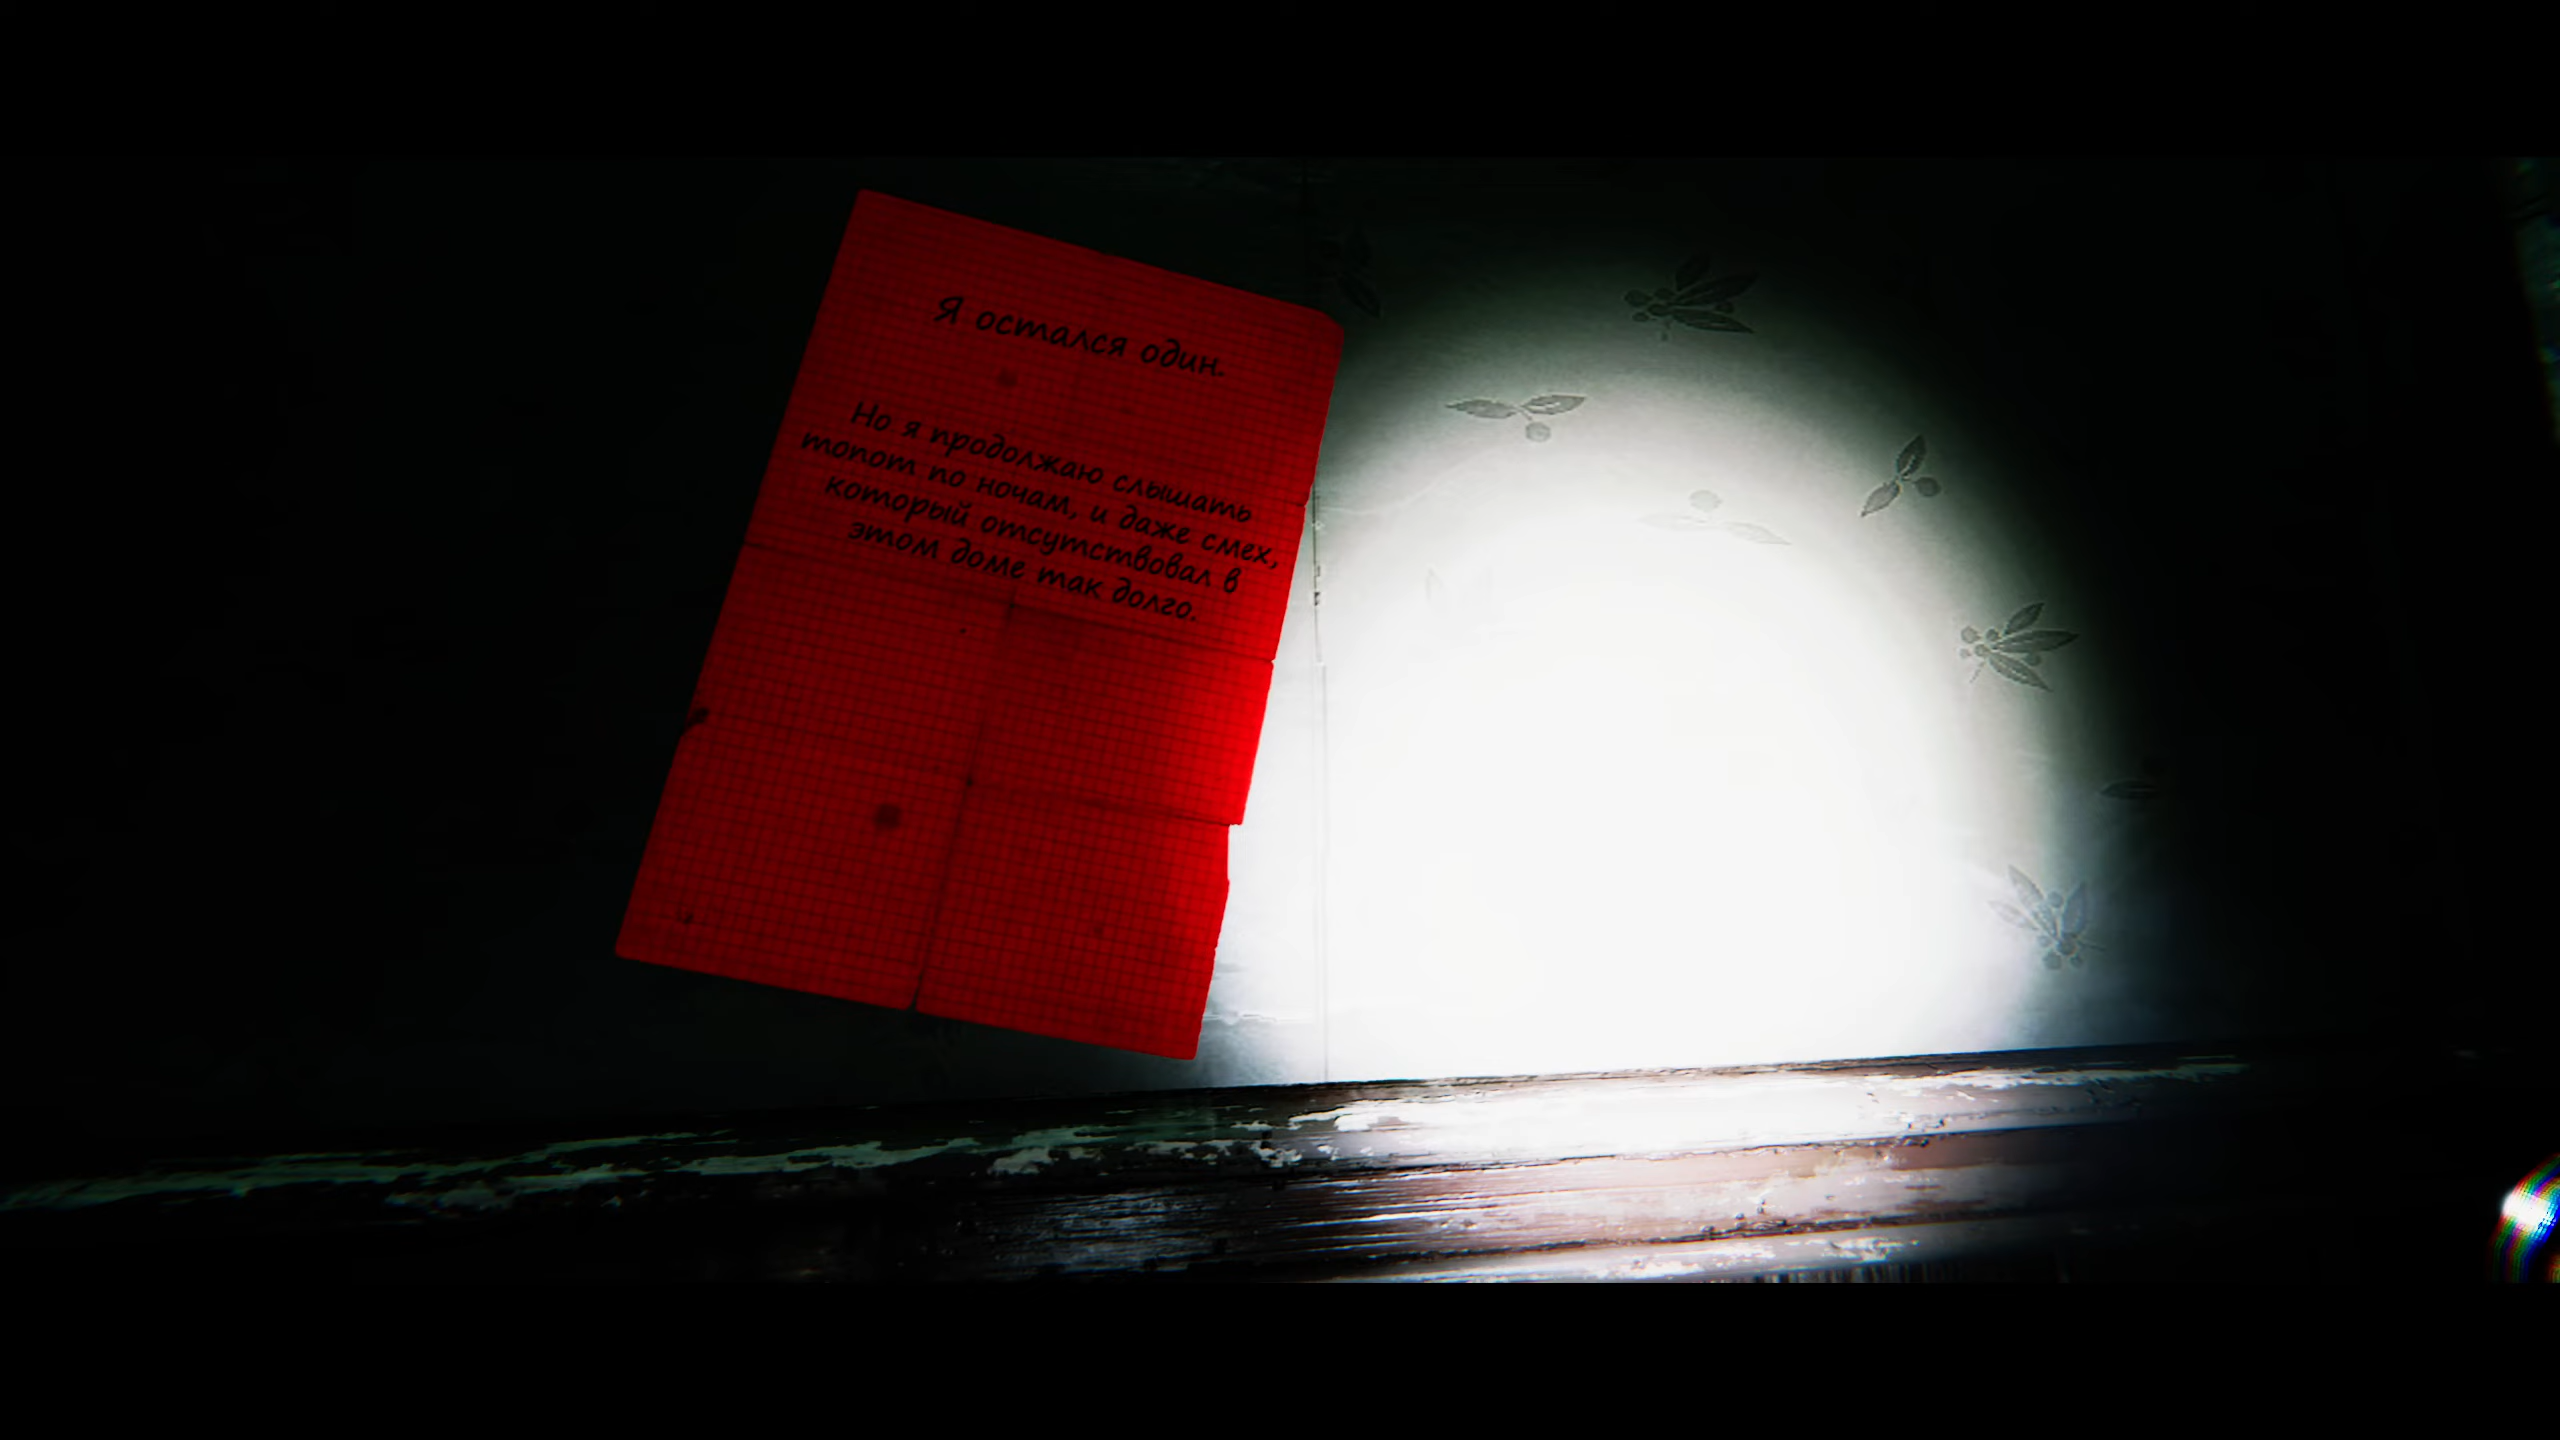 Я остался один.
Но я продолжаю слышать
топот по ночам, и даже смех,
который отсутствовал в
этом доме так долго.